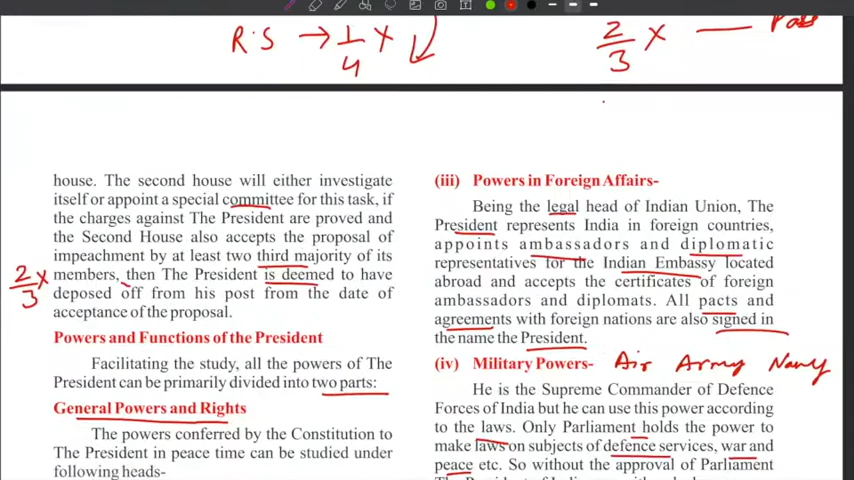 R.S → 1/4 X
2/3 X — Pass
house. The second house will either investigate
itself or appoint a special committee for this task, if
the charges against The President are proved and
the Second House also accepts the proposal of
impeachment by at least two third majority of its
2/3 X
members, then The President is deemed to have
deposed off from his post from the date of
acceptance of the proposal.
Powers and Functions of the President
Facilitating the study, all the powers of The
President can be primarily divided into two parts:
General Powers and Rights
The powers conferred by the Constitution to
The President in peace time can be studied under
following heads-
(iii) Powers in Foreign Affairs-
Being the legal head of Indian Union, The
President represents India in foreign countries,
appoints ambassadors and diplomatic
representatives for the Indian Embassy located
abroad and accepts the certificates of foreign
ambassadors and diplomats. All pacts and
agreements with foreign nations are also signed in
the name the President.
(iv) Military Powers- Air Army Navy
He is the Supreme Commander of Defence
Forces of India but he can use this power according
to the laws. Only Parliament holds the power to
make laws on subjects of defence services, war and
peace etc. So without the approval of Parliament